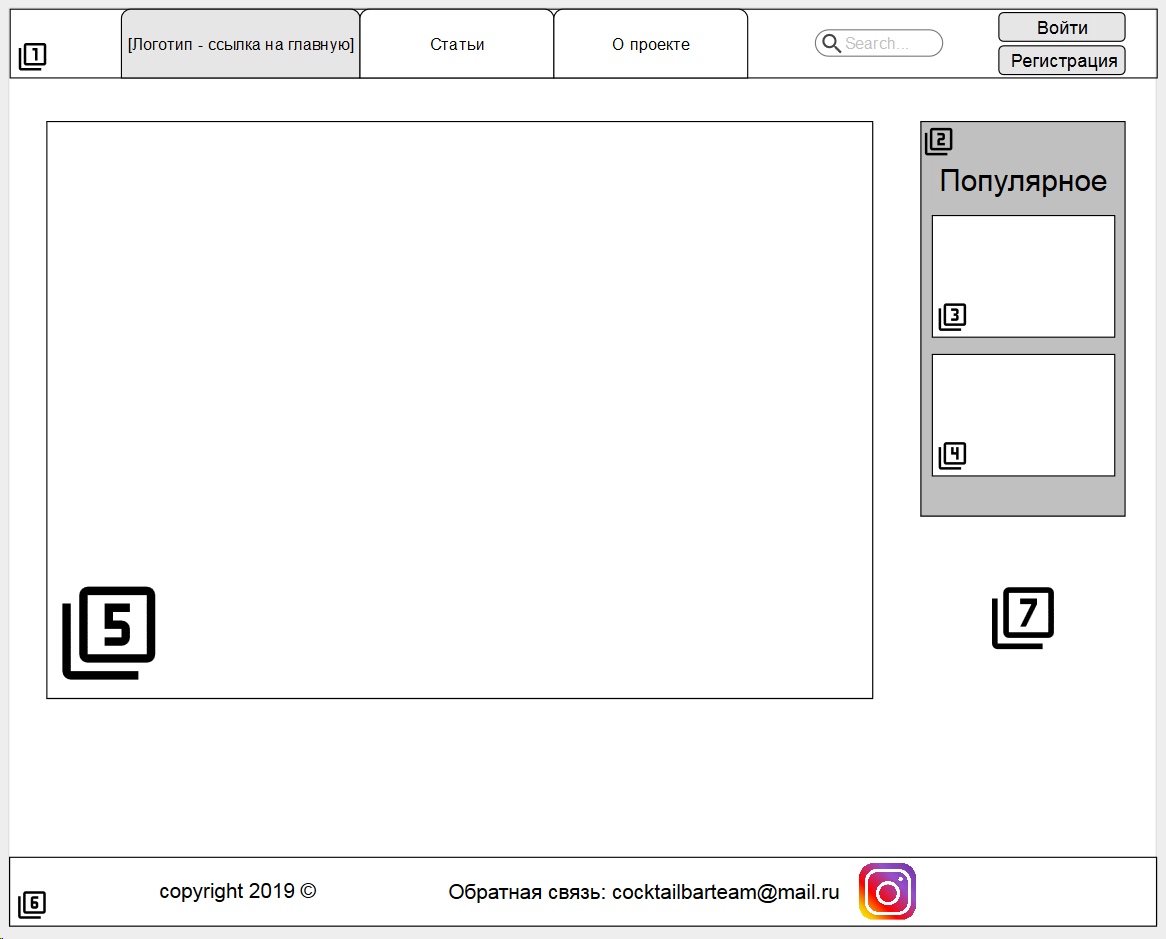 [Логотип - ссылка на главную]
Статьи
О проекте
Search...
Войти
Регистрация
1
2
Популярное
3
4
5
7
6
copyright 2019 ©
Обратная связь: cocktailbarteam@mail.ru